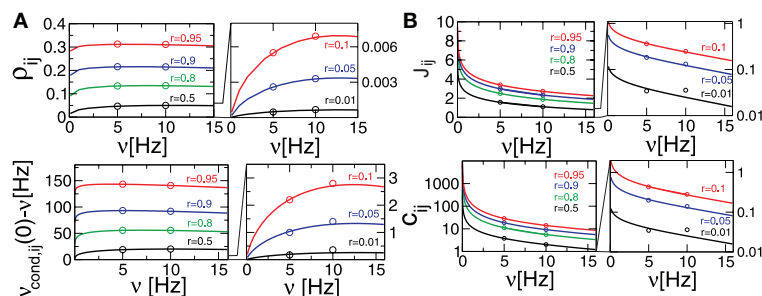 A
0.4
0.3
0.2
0.1
0
ρij
r=0.95
r=0.9
r=0.8
r=0.5
0 5 10 15
ν[Hz]
r=0.1
r=0.05
r=0.01
0.006
0.003
0 5 10 15
ν[Hz]
150
100
50
0
νcond,ij(0)-ν[Hz]
r=0.95
r=0.9
r=0.8
r=0.5
0 5 10 15
ν[Hz]
r=0.1
r=0.05
r=0.01
3
2
1
0 5 10 15
ν [Hz]
B
10
8
6
4
2
0
Jij
r=0.95
r=0.9
r=0.8
r=0.5
0 5 10 15
ν[Hz]
r=0.1
r=0.05
r=0.01
1
0.1
0.01
0 5 10 15
ν[Hz]
1000
100
10
1
cij
r=0.95
r=0.9
r=0.8
r=0.5
0 5 10 15
ν[Hz]
r=0.1
r=0.05
r=0.01
1
0.1
0.01
0 5 10 15
ν[Hz]